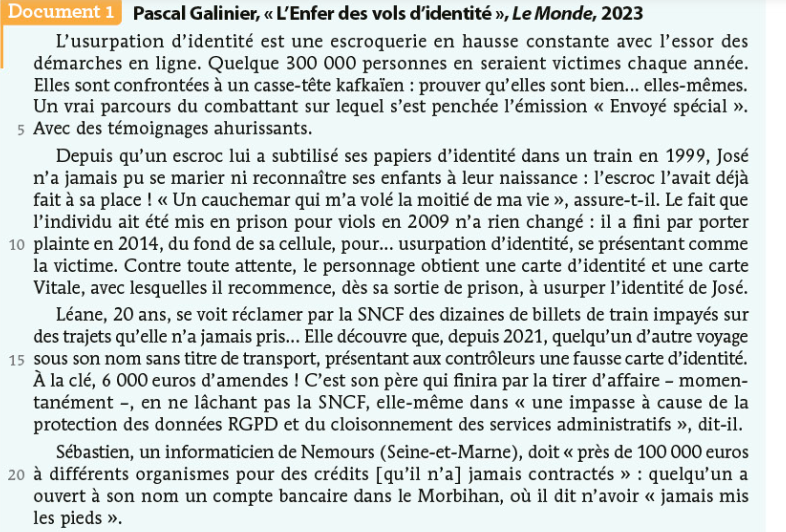 Document 1 Pascal Galinier, « L’Enfer des vols d’identité », Le Monde, 2023
L’usurpation d’identité est une escroquerie en hausse constante avec l’essor des
démarches en ligne. Quelque 300 000 personnes en seraient victimes chaque année.
Elles sont confrontées à un casse-tête kafkaïen : prouver qu’elles sont bien... elles-mêmes.
Un vrai parcours du combattant sur lequel s’est penchée l’émission « Envoyé spécial ».
5 Avec des témoignages ahurissants.
Depuis qu’un escroc lui a subtilisé ses papiers d’identité dans un train en 1999, José
n’a jamais pu se marier ni reconnaître ses enfants à leur naissance : l’escroc l’avait déjà
fait à sa place ! « Un cauchemar qui m’a volé la moitié de ma vie », assure-t-il. Le fait que
l’individu ait été mis en prison pour viols en 2009 n’a rien changé : il a fini par porter
10 plainte en 2014, du fond de sa cellule, pour... usurpation d’identité, se présentant comme
la victime. Contre toute attente, le personnage obtient une carte d’identité et une carte
Vitale, avec lesquelles il recommence, dès sa sortie de prison, à usurper l’identité de José.
Léane, 20 ans, se voit réclamer par la SNCF des dizaines de billets de train impayés sur
des trajets qu’elle n’a jamais pris... Elle découvre que, depuis 2021, quelqu’un d’autre voyage
15 sous son nom sans titre de transport, présentant aux contrôleurs une fausse carte d’identité.
À la clé, 6 000 euros d’amendes ! C’est son père qui finira par la tirer d’affaire – momen-
tanément –, en ne lâchant pas la SNCF, elle-même dans « une impasse à cause de la
protection des données RGPD et du cloisonnement des services administratifs », dit-il.
Sébastien, un informaticien de Nemours (Seine-et-Marne), doit « près de 100 000 euros
20 à différents organismes pour des crédits [qu’il n’a] jamais contractés » : quelqu’un a
ouvert à son nom un compte bancaire dans le Morbihan, où il dit n’avoir « jamais mis
les pieds ».